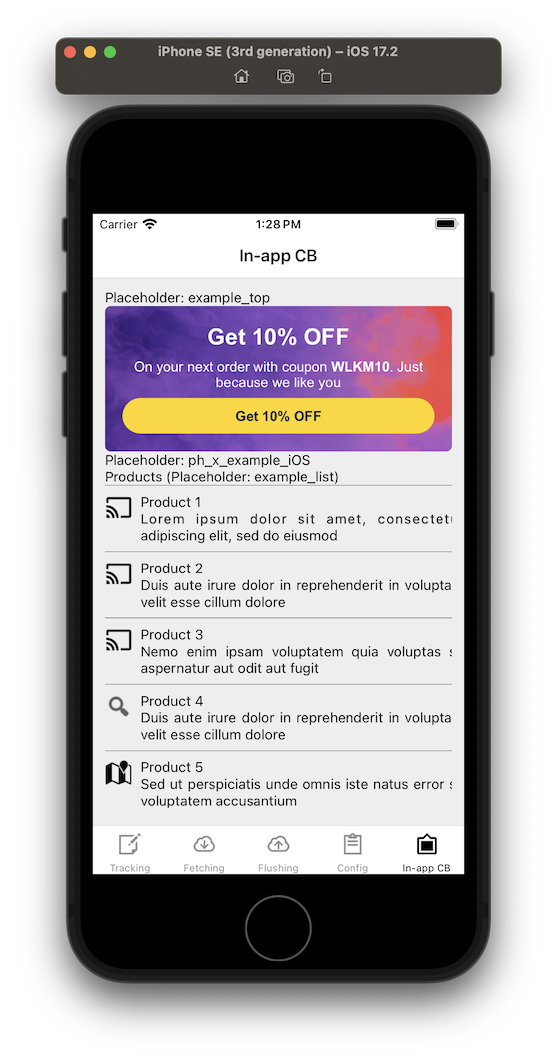 iPhone SE (3rd generation) – iOS 17.2
Carrier 1:28 PM
In-app CB
Placeholder: example_top
Get 10% OFF
On your next order with coupon WLKM10. Just
because we like you
Get 10% OFF
Placeholder: ph_x_example_iOS
Products (Placeholder: example_list)
Product 1
Lorem ipsum dolor sit amet, consectetu
adipiscing elit, sed do eiusmod
Product 2
Duis aute irure dolor in reprehenderit in volupta
velit esse cillum dolore
Product 3
Nemo enim ipsam voluptatem quia voluptas s
aspernatur aut odit aut fugit
Product 4
Duis aute irure dolor in reprehenderit in volupta
velit esse cillum dolore
Product 5
Sed ut perspiciatis unde omnis iste natus error s
voluptatem accusantium
Tracking Fetching Flushing Config In-app CB